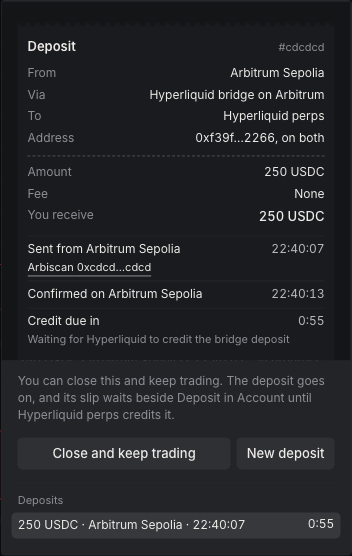 Deposit #cdcdcd
From Arbitrum Sepolia
Via Hyperliquid bridge on Arbitrum
To Hyperliquid perps
Address 0xf39f...2266, on both
Amount 250 USDC
Fee None
You receive 250 USDC
Sent from Arbitrum Sepolia 22:40:07
Arbiscan 0xcdcd...cdcd
Confirmed on Arbitrum Sepolia 22:40:13
Credit due in 0:55
Waiting for Hyperliquid to credit the bridge deposit
You can close this and keep trading. The deposit goes
on, and its slip waits beside Deposit in Account until
Hyperliquid perps credits it.
Close and keep trading New deposit
Deposits
250 USDC · Arbitrum Sepolia · 22:40:07 0:55